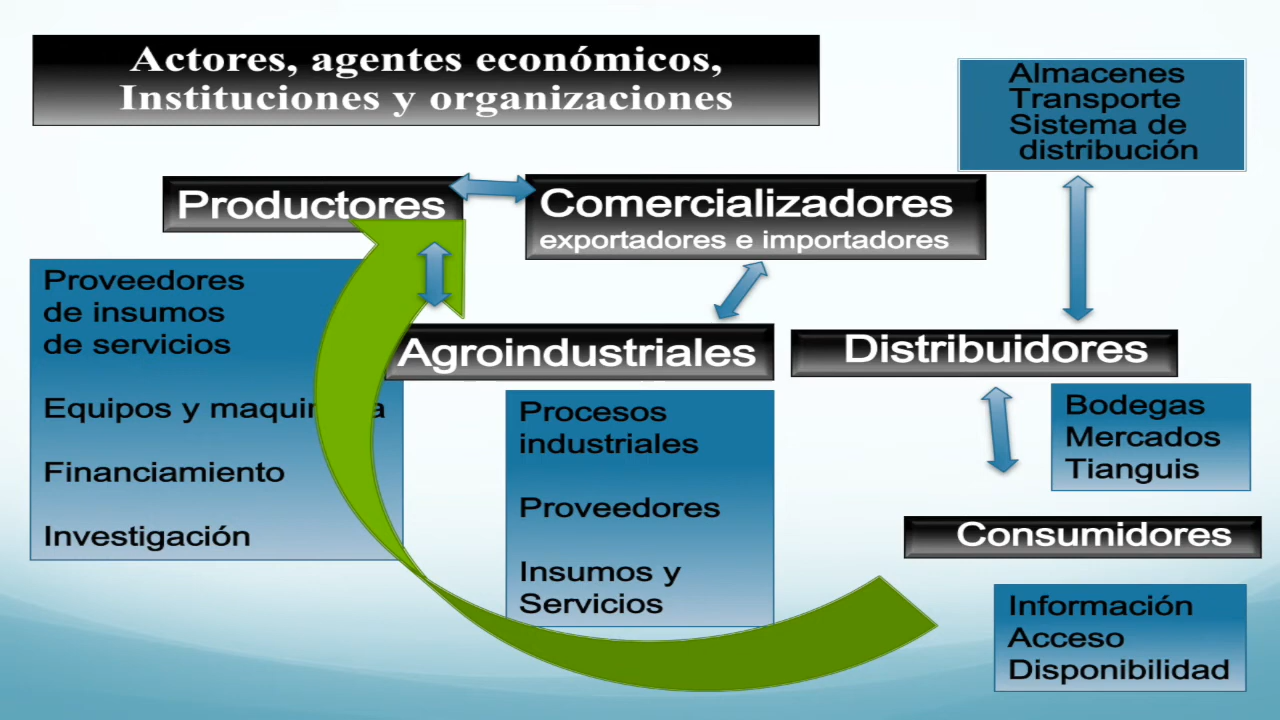 Actores, agentes económicos,
Instituciones y organizaciones
Almacenes
Transporte
Sistema de
distribución
Productores
Comercializadores
exportadores e importadores
Proveedores
de insumos
de servicios
Equipos y maquinaria
Financiamiento
Investigación
Agroindustriales
Procesos
industriales
Proveedores
Insumos y
Servicios
Distribuidores
Bodegas
Mercados
Tianguis
Consumidores
Información
Acceso
Disponibilidad